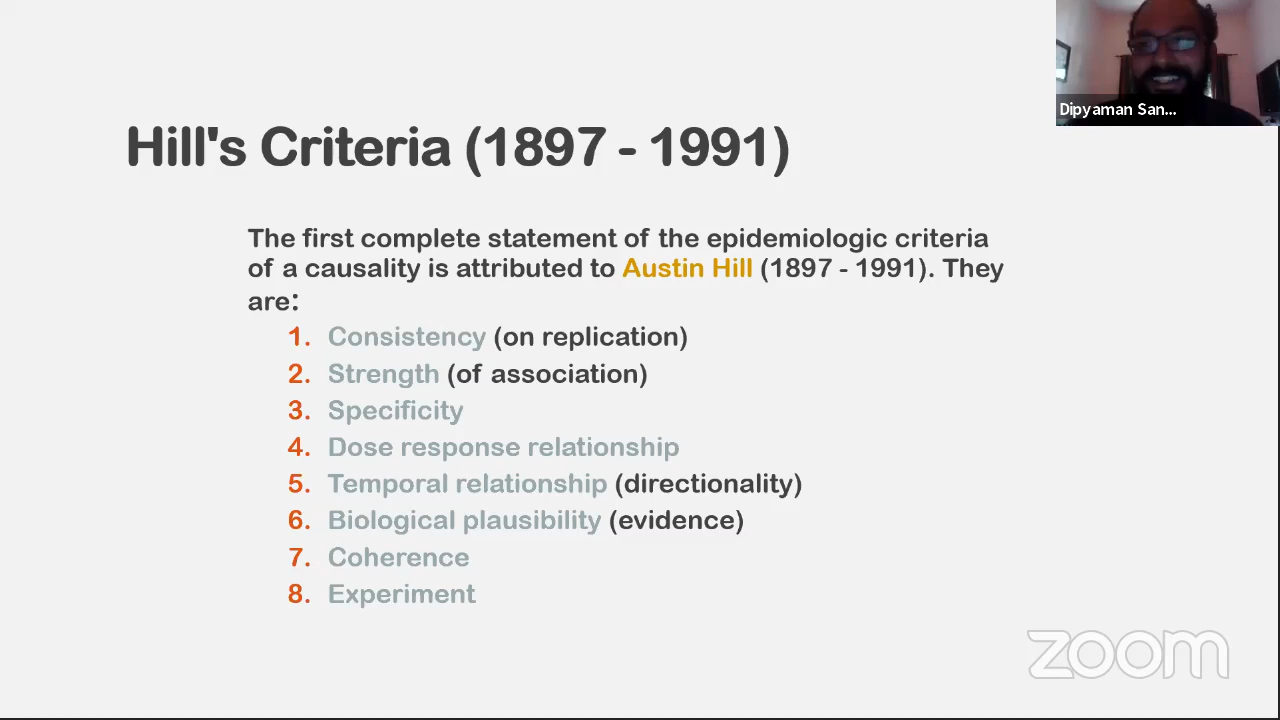 Dipyaman San...
Hill's Criteria (1897 - 1991)
The first complete statement of the epidemiologic criteria
of a causality is attributed to Austin Hill (1897 - 1991). They
are:
1. Consistency (on replication)
2. Strength (of association)
3. Specificity
4. Dose response relationship
5. Temporal relationship (directionality)
6. Biological plausibility (evidence)
7. Coherence
8. Experiment
zoom